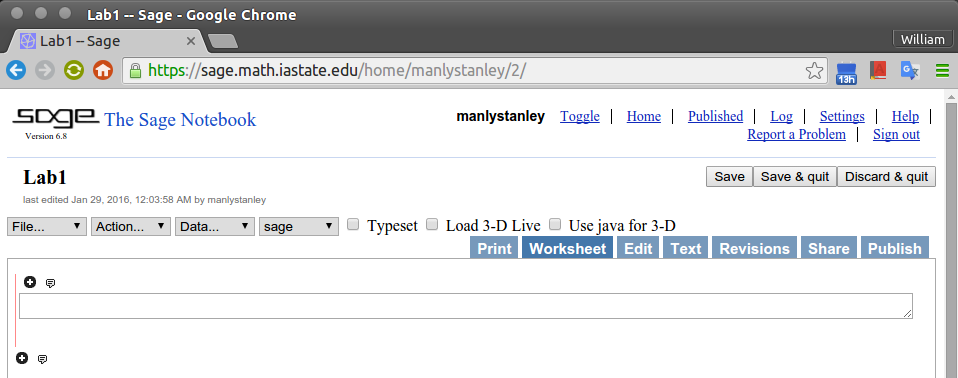 Lab1 -- Sage - Google Chrome
Lab1 -- Sage
William
https://sage.math.iastate.edu/home/manlystanley/2/
13h
sage The Sage Notebook
Version 6.8
manlystanley Toggle Home Published Log Settings Help
Report a Problem Sign out
Lab1
Save Save & quit Discard & quit
last edited Jan 29, 2016, 12:03:58 AM by manlystanley
File... Action... Data... sage Typeset Load 3-D Live Use java for 3-D
Print Worksheet Edit Text Revisions Share Publish